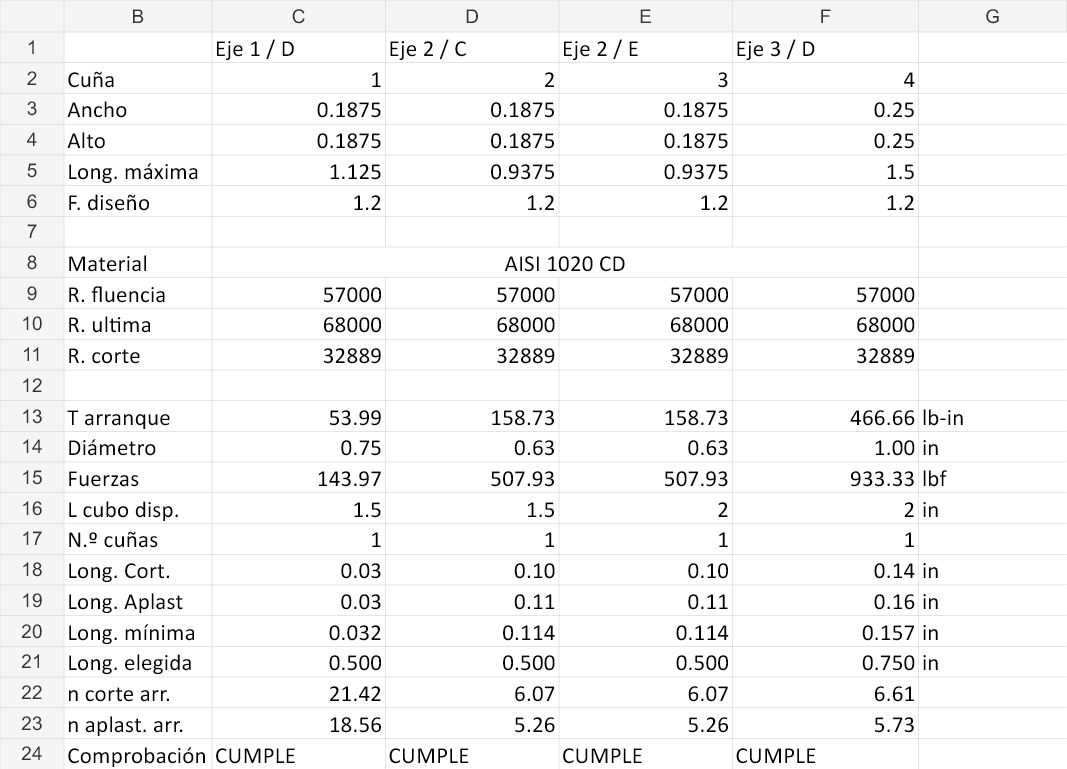 B C D E F G
1 Eje 1 / D Eje 2 / C Eje 2 / E Eje 3 / D
2 Cuña 1 2 3 4
3 Ancho 0.1875 0.1875 0.1875 0.25
4 Alto 0.1875 0.1875 0.1875 0.25
5 Long. máxima 1.125 0.9375 0.9375 1.5
6 F. diseño 1.2 1.2 1.2 1.2
7
8 Material AISI 1020 CD
9 R. fluencia 57000 57000 57000 57000
10 R. ultima 68000 68000 68000 68000
11 R. corte 32889 32889 32889 32889
12
13 T arranque 53.99 158.73 158.73 466.66 lb-in
14 Diámetro 0.75 0.63 0.63 1.00 in
15 Fuerzas 143.97 507.93 507.93 933.33 lbf
16 L cubo disp. 1.5 1.5 2 2 in
17 N.º cuñas 1 1 1 1
18 Long. Cort. 0.03 0.10 0.10 0.14 in
19 Long. Aplast 0.03 0.11 0.11 0.16 in
20 Long. mínima 0.032 0.114 0.114 0.157 in
21 Long. elegida 0.500 0.500 0.500 0.750 in
22 n corte arr. 21.42 6.07 6.07 6.61
23 n aplast. arr. 18.56 5.26 5.26 5.73
24 Comprobación CUMPLE CUMPLE CUMPLE CUMPLE